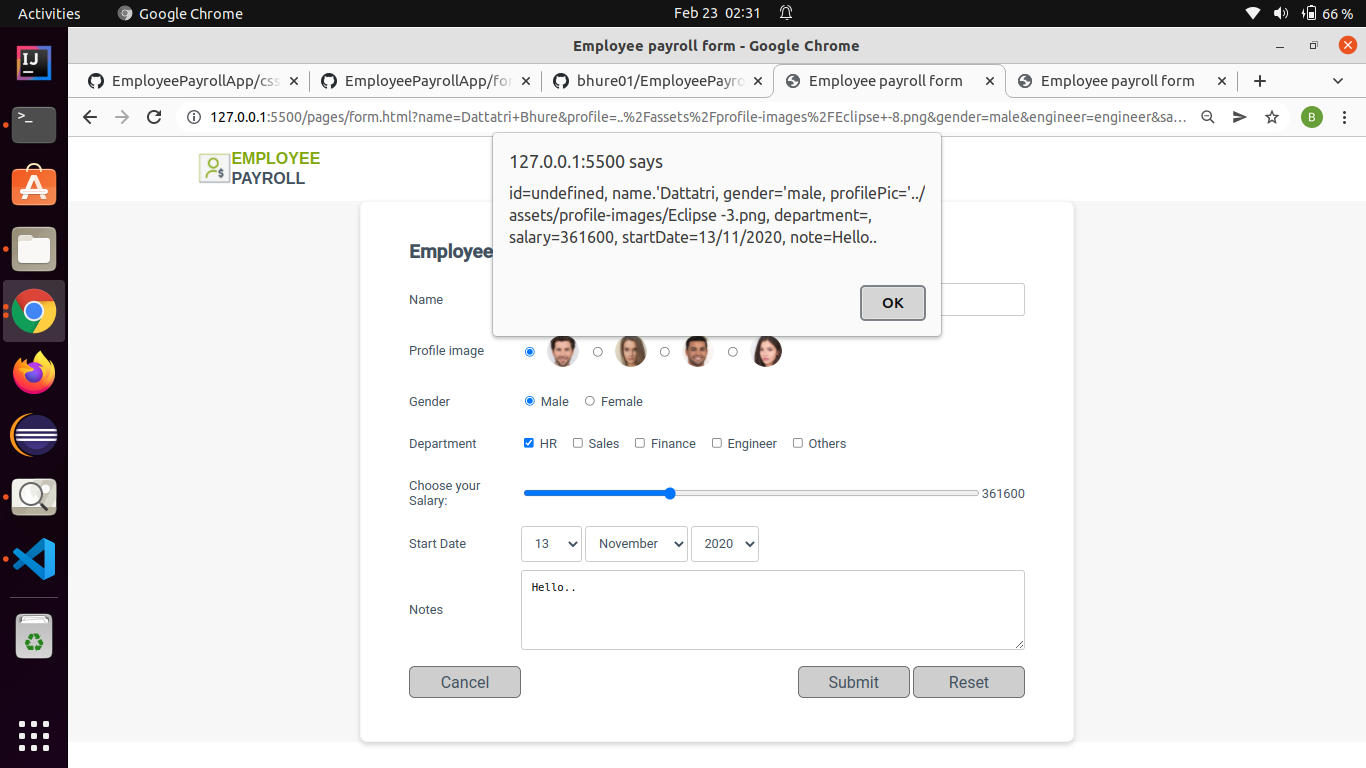 Activities
Google Chrome
Feb 23 02:31
66 %
Employee payroll form - Google Chrome
EmployeePayrollApp/css
EmployeePayrollApp/for
bhure01/EmployeePayro
Employee payroll form
Employee payroll form
127.0.0.1:5500/pages/form.html?name=Dattatri+Bhure&profile=..%2Fassets%2Fprofile-images%2FEclipse+-8.png&gender=male&engineer=engineer&sa...
B
EMPLOYEE
PAYROLL
127.0.0.1:5500 says
id=undefined, name.'Dattatri, gender='male, profilePic='../
assets/profile-images/Eclipse -3.png, department=,
salary=361600, startDate=13/11/2020, note=Hello..
OK
Employee
Name
Profile image
Gender
Male Female
Department
HR Sales Finance Engineer Others
Choose your
Salary:
361600
Start Date
13 November 2020
Notes
Hello..
Cancel Submit Reset
IJ
>_